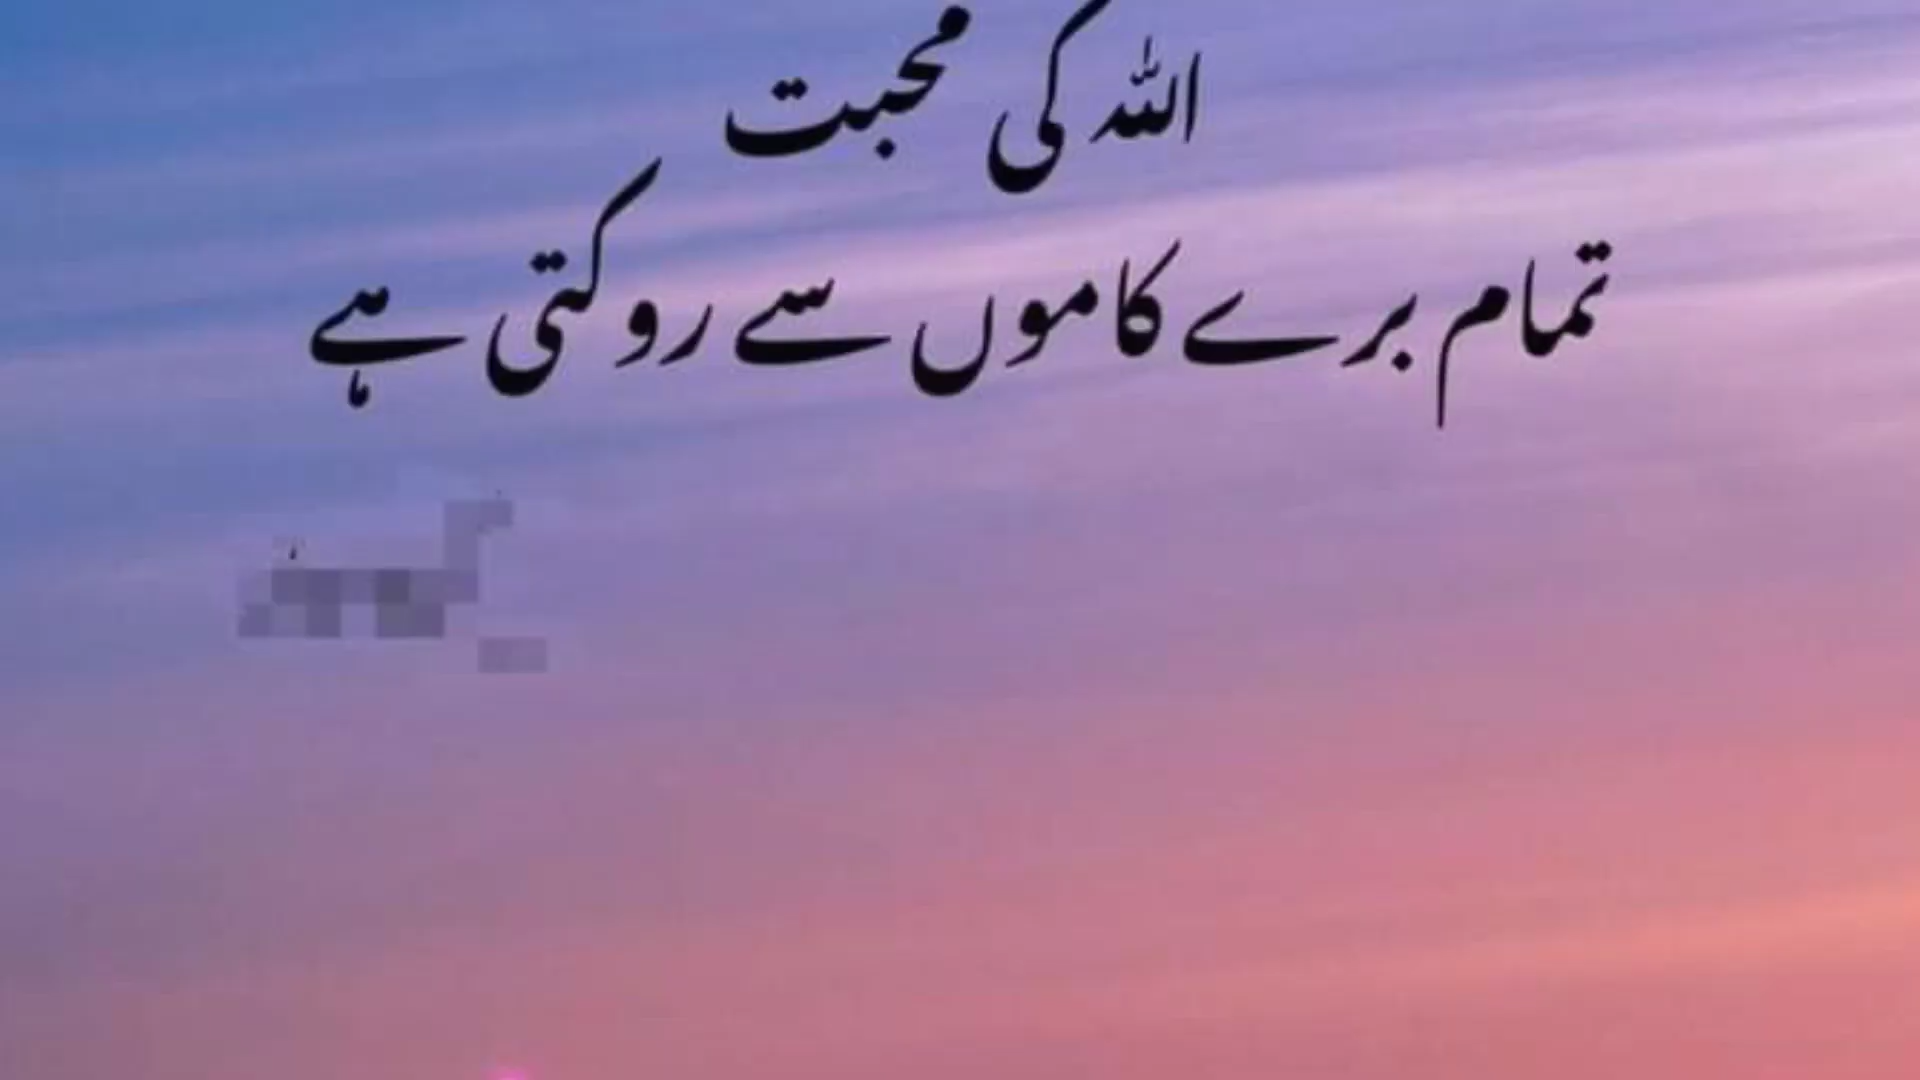 اللہ کی محبت
تمام برے کاموں سے روکتی ہے